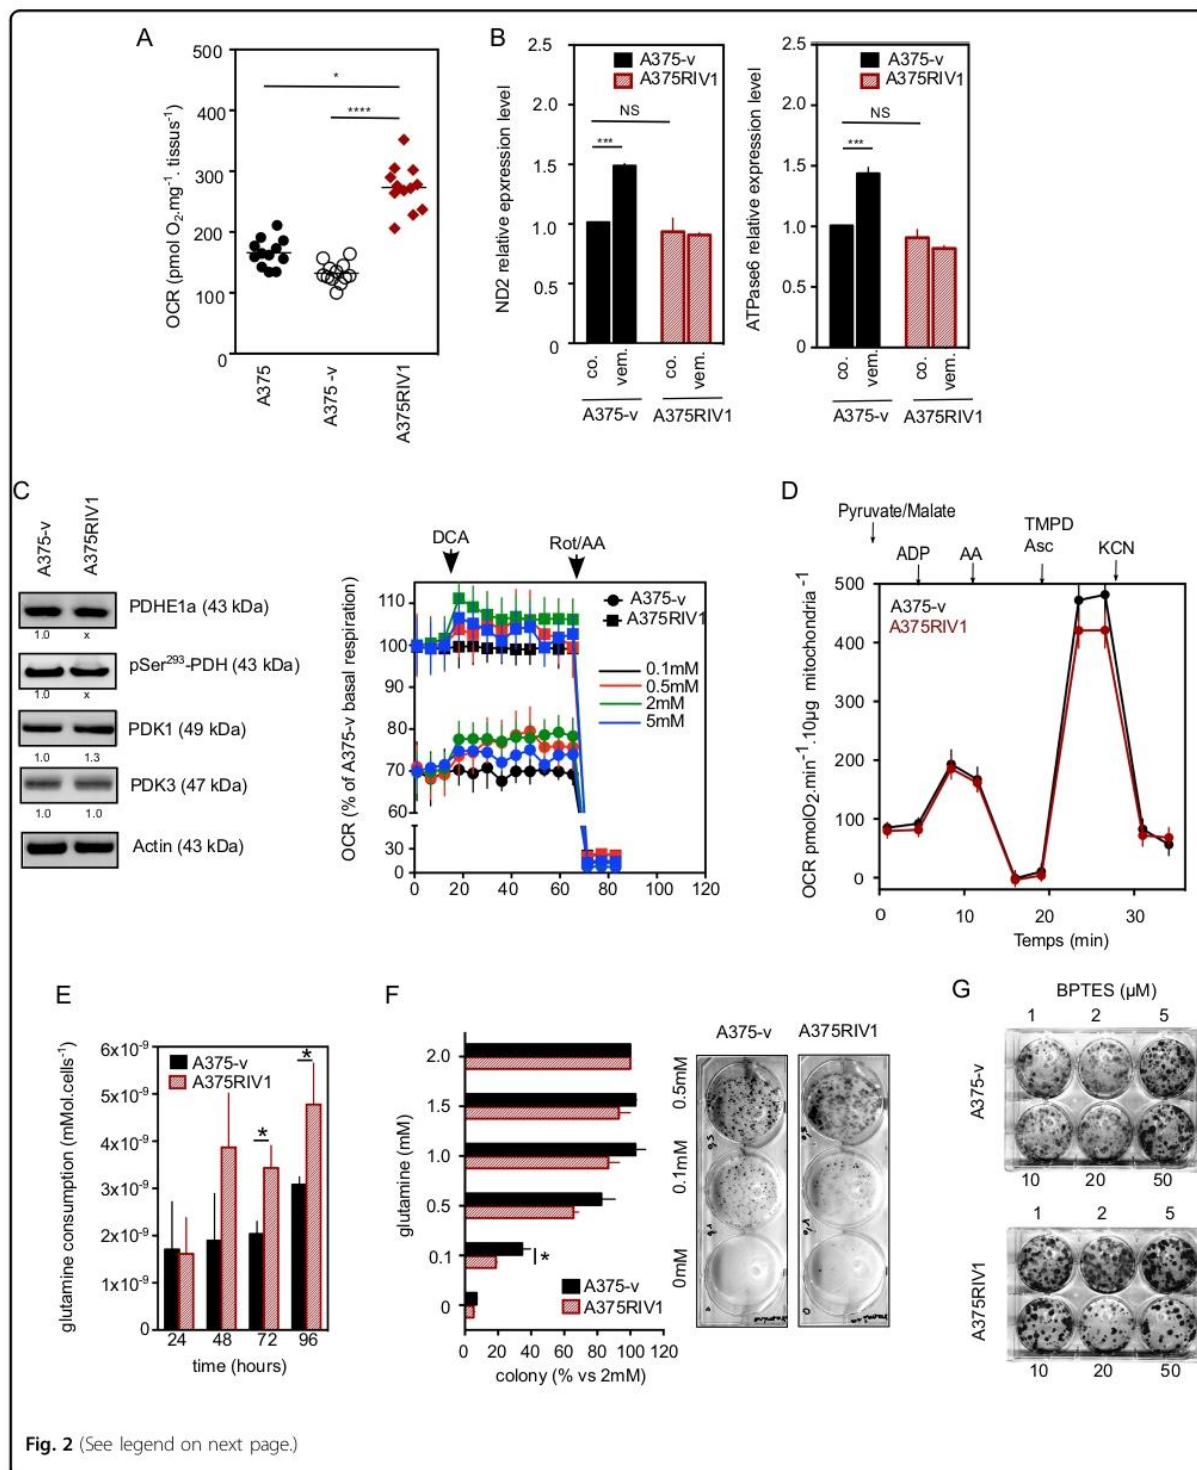 A
500
400
300
200
100
0
OCR (pmol O2.mg-1. tissus-1)
*
****
A375
A375 -v
A375RIV1
B
2.5
2.0
1.5
1.0
0.5
0
ND2 relative epxression level
A375-v
A375RIV1
NS
***
co.
vem.
A375-v
A375RIV1
2.5
2.0
1.5
1.0
0.5
0
ATPase6 relative expression level
A375-v
A375RIV1
NS
***
co.
vem.
A375-v
A375RIV1
C
A375-v
A375RIV1
PDHE1a (43 kDa)
1.0 x
pSer293-PDH (43 kDa)
1.0 x
PDK1 (49 kDa)
1.0 1.3
PDK3 (47 kDa)
1.0 1.0
Actin (43 kDa)
DCA
Rot/AA
OCR (% of A375-v basal respiration)
110
100
90
80
70
60
30
0
A375-v
A375RIV1
0.1mM
0.5mM
2mM
5mM
0 20 40 60 80 100 120
D
Pyruvate/Malate
ADP
AA
TMPD
Asc
KCN
OCR pmolO2.min-1.10µg mitochondria-1
500
400
300
200
100
0
A375-v
A375RIV1
0 10 20 30
Temps (min)
E
glutamine consumption (mMol.cells-1)
6x10-9
5x10-9
4x10-9
3x10-9
2x10-9
1x10-9
0
A375-v
A375RIV1
*
*
24 48 72 96
time (hours)
F
glutamine (mM)
2.0
1.5
1.0
0.5
0.1
0
*
A375-v
A375RIV1
0 20 40 60 80 100 120
colony (% vs 2mM)
A375-v
A375RIV1
0.5mM
0.1mM
0mM
G
BPTES (µM)
1 2 5
A375-v
10 20 50
1 2 5
A375RIV1
10 20 50
Fig. 2 (See legend on next page.)